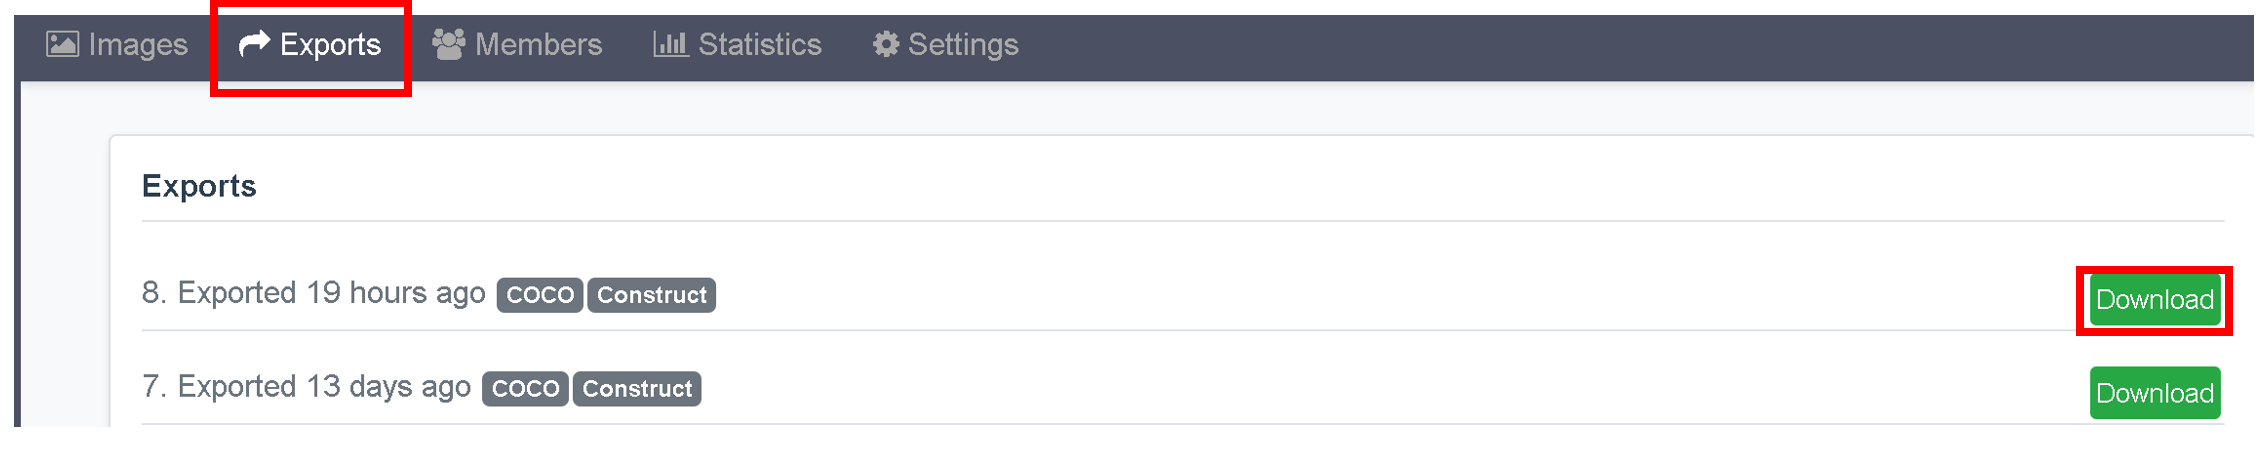 Images Exports Members Statistics Settings
Exports
8. Exported 19 hours ago COCO Construct Download
7. Exported 13 days ago COCO Construct Download